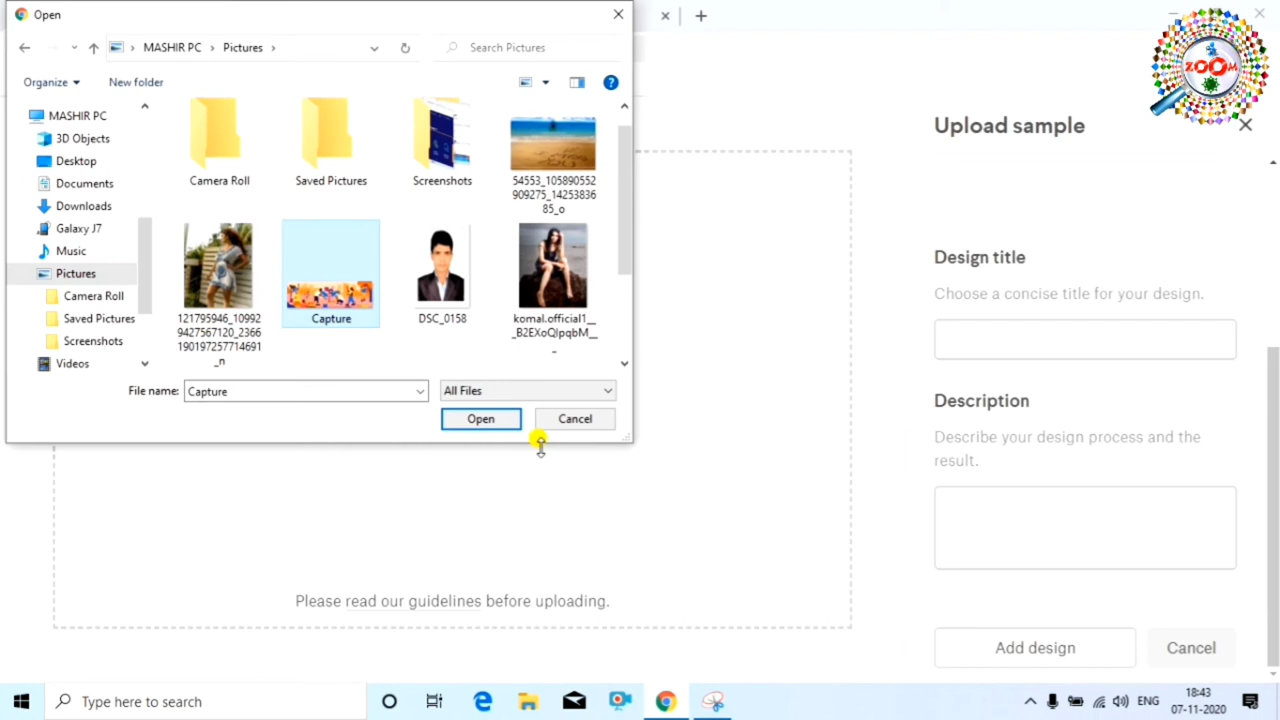 Open
MASHIR PC > Pictures >
Search Pictures
Organize
New folder
MASHIR PC
3D Objects
Desktop
Documents
Downloads
Galaxy J7
Music
Pictures
Camera Roll
Saved Pictures
Screenshots
Videos
Camera Roll
Saved Pictures
Screenshots
54553_105890552
909275_14253836
85_o
121795946_10992
9427567120_2366
190197257714691
_n
Capture
DSC_0158
komal.official1__
_B2EXoQIpqbM__
_
File name:
Capture
All Files
Open
Cancel
Please read our guidelines before uploading.
ZOOM
Upload sample
Design title
Choose a concise title for your design.
Description
Describe your design process and the
result.
Add design
Cancel
Type here to search
ENG
18:43
07-11-2020